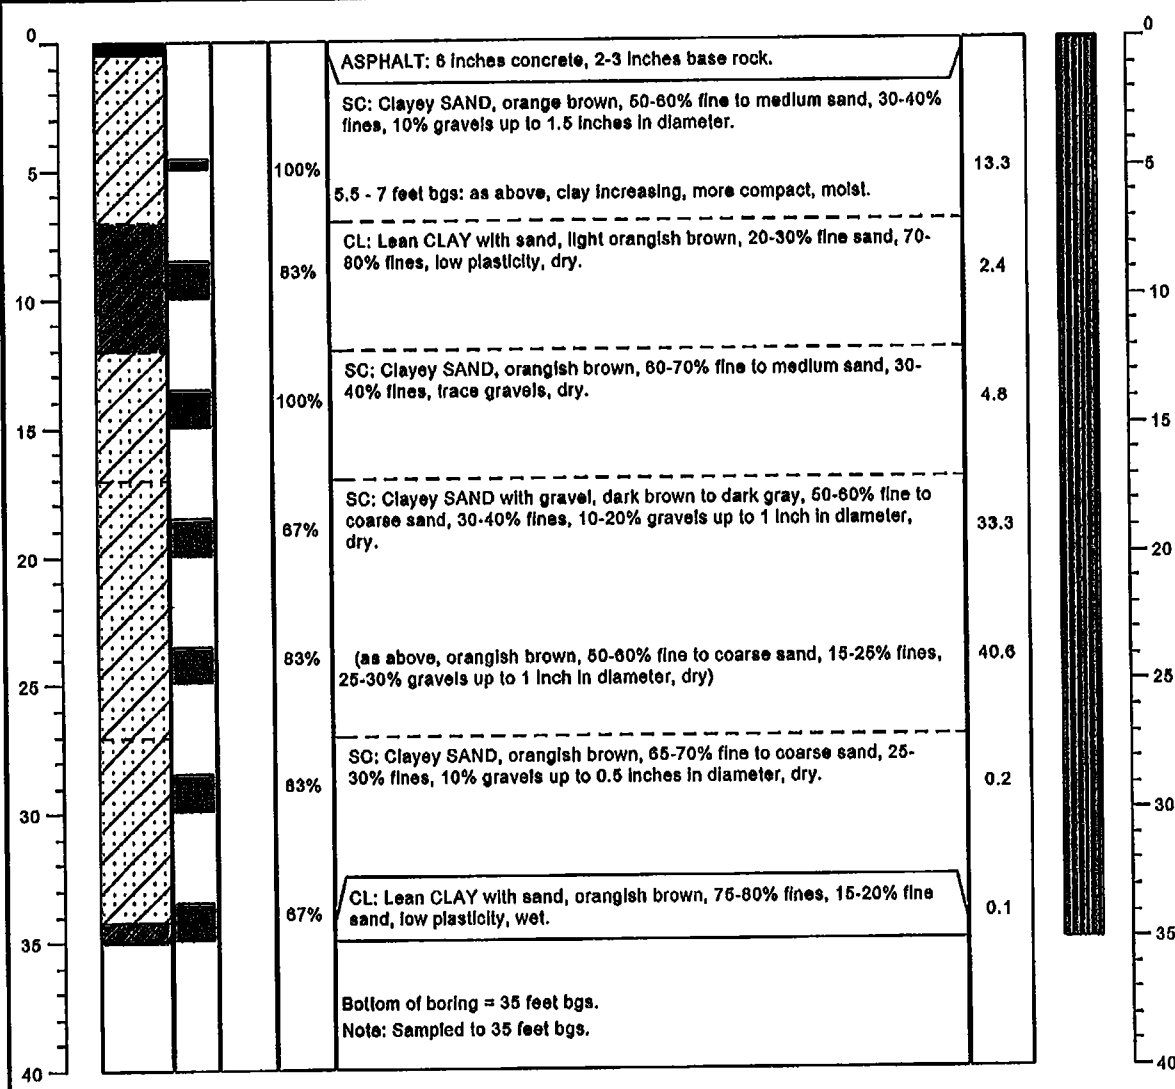 0
0
ASPHALT: 6 inches concrete, 2-3 inches base rock.
SC: Clayey SAND, orange brown, 50-60% fine to medium sand, 30-40%
fines, 10% gravels up to 1.5 inches in diameter.
5
100%
13.3
5
5.5 - 7 feet bgs: as above, clay increasing, more compact, moist.
CL: Lean CLAY with sand, light orangish brown, 20-30% fine sand, 70-
80% fines, low plasticity, dry.
83%
2.4
10
10
SC: Clayey SAND, orangish brown, 60-70% fine to medium sand, 30-
40% fines, trace gravels, dry.
100%
4.8
15
15
SC: Clayey SAND with gravel, dark brown to dark gray, 50-60% fine to
coarse sand, 30-40% fines, 10-20% gravels up to 1 inch in diameter,
dry.
67%
33.3
20
20
83%
(as above, orangish brown, 50-60% fine to coarse sand, 15-25% fines,
25-30% gravels up to 1 inch in diameter, dry)
40.6
25
25
SC: Clayey SAND, orangish brown, 65-70% fine to coarse sand, 25-
30% fines, 10% gravels up to 0.5 inches in diameter, dry.
83%
0.2
30
30
CL: Lean CLAY with sand, orangish brown, 75-80% fines, 15-20% fine
sand, low plasticity, wet.
67%
0.1
35
35
Bottom of boring = 35 feet bgs.
Note: Sampled to 35 feet bgs.
40
40